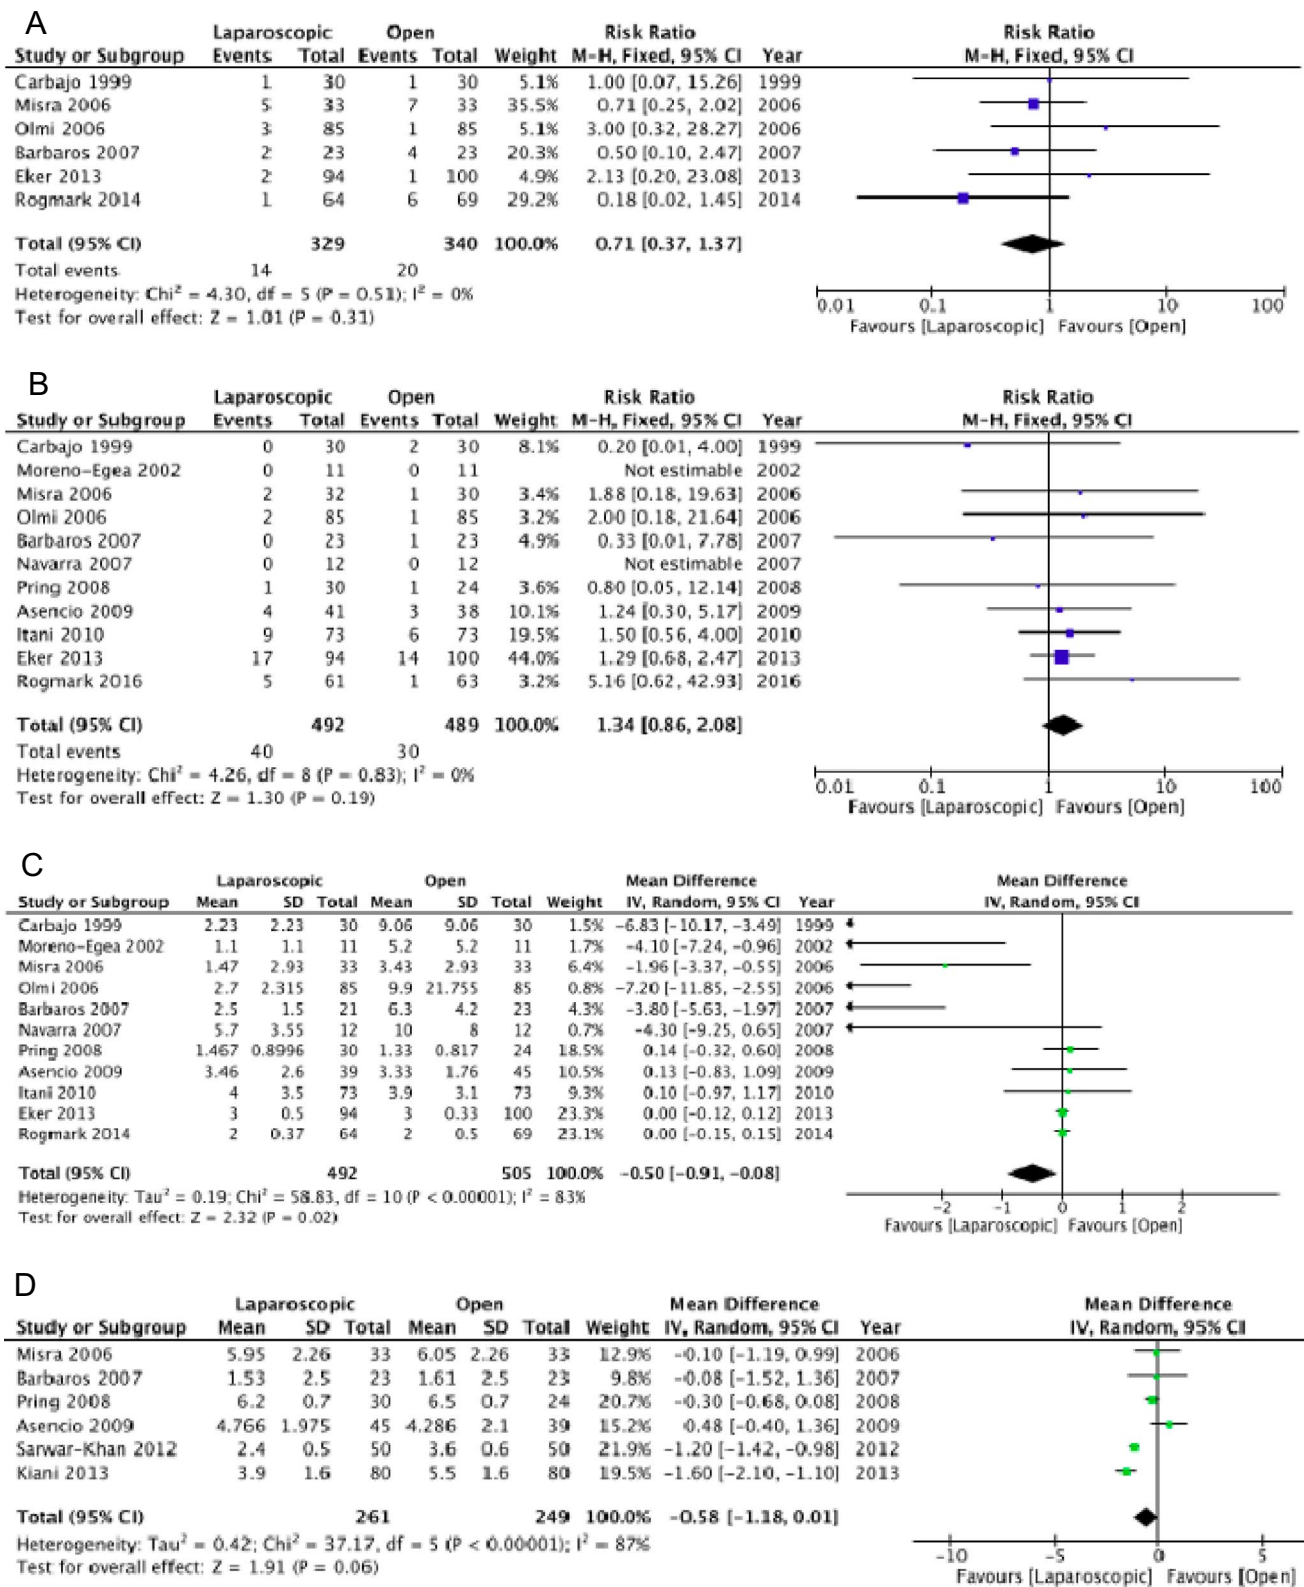 A
Laparoscopic Open Risk Ratio Risk Ratio
Study or Subgroup Events Total Events Total Weight M-H, Fixed, 95% CI Year M-H, Fixed, 95% CI
Carbajo 1999 1 30 1 30 5.1% 1.00 [0.07, 15.26] 1999
Misra 2006 5 33 7 33 35.5% 0.71 [0.25, 2.02] 2006
Olmi 2006 3 85 1 85 5.1% 3.00 [0.32, 28.27] 2006
Barbaros 2007 2 23 4 23 20.3% 0.50 [0.10, 2.47] 2007
Eker 2013 2 94 1 100 4.9% 2.13 [0.20, 23.08] 2013
Rogmark 2014 1 64 6 69 29.2% 0.18 [0.02, 1.45] 2014
Total (95% CI) 329 340 100.0% 0.71 [0.37, 1.37]
Total events 14 20
Heterogeneity: Chi² = 4.30, df = 5 (P = 0.51); I² = 0%
Test for overall effect: Z = 1.01 (P = 0.31)
0.01 0.1 1 10 100
Favours [Laparoscopic] Favours [Open]
B
Laparoscopic Open Risk Ratio Risk Ratio
Study or Subgroup Events Total Events Total Weight M-H, Fixed, 95% CI Year M-H, Fixed, 95% CI
Carbajo 1999 0 30 2 30 8.1% 0.20 [0.01, 4.00] 1999
Moreno-Egea 2002 0 11 0 11 Not estimable 2002
Misra 2006 2 32 1 30 3.4% 1.88 [0.18, 19.63] 2006
Olmi 2006 2 85 1 85 3.2% 2.00 [0.18, 21.64] 2006
Barbaros 2007 0 23 1 23 4.9% 0.33 [0.01, 7.78] 2007
Navarra 2007 0 12 0 12 Not estimable 2007
Pring 2008 1 30 1 24 3.6% 0.80 [0.05, 12.14] 2008
Asencio 2009 4 41 3 38 10.1% 1.24 [0.30, 5.17] 2009
Itani 2010 9 73 6 73 19.5% 1.50 [0.56, 4.00] 2010
Eker 2013 17 94 14 100 44.0% 1.29 [0.68, 2.47] 2013
Rogmark 2016 5 61 1 63 3.2% 5.16 [0.62, 42.93] 2016
Total (95% CI) 492 489 100.0% 1.34 [0.86, 2.08]
Total events 40 30
Heterogeneity: Chi² = 4.26, df = 8 (P = 0.83); I² = 0%
Test for overall effect: Z = 1.30 (P = 0.19)
0.01 0.1 1 10 100
Favours [Laparoscopic] Favours [Open]
C
Laparoscopic Open Mean Difference Mean Difference
Study or Subgroup Mean SD Total Mean SD Total Weight IV, Random, 95% CI Year IV, Random, 95% CI
Carbajo 1999 2.23 2.23 30 9.06 9.06 30 1.5% -6.83 [-10.17, -3.49] 1999
Moreno-Egea 2002 1.1 1.1 11 5.2 5.2 11 1.7% -4.10 [-7.24, -0.96] 2002
Misra 2006 1.47 2.93 33 3.43 2.93 33 6.4% -1.96 [-3.37, -0.55] 2006
Olmi 2006 2.7 2.315 85 9.9 21.755 85 0.8% -7.20 [-11.85, -2.55] 2006
Barbaros 2007 2.5 1.5 21 6.3 4.2 23 4.3% -3.80 [-5.63, -1.97] 2007
Navarra 2007 5.7 3.55 12 10 8 12 0.7% -4.30 [-9.25, 0.65] 2007
Pring 2008 1.467 0.8996 30 1.33 0.817 24 18.5% 0.14 [-0.32, 0.60] 2008
Asencio 2009 3.46 2.6 39 3.33 1.76 45 10.5% 0.13 [-0.83, 1.09] 2009
Itani 2010 4 3.5 73 3.9 3.1 73 9.3% 0.10 [-0.97, 1.17] 2010
Eker 2013 3 0.5 94 3 0.33 100 23.3% 0.00 [-0.12, 0.12] 2013
Rogmark 2014 2 0.37 64 2 0.5 69 23.1% 0.00 [-0.15, 0.15] 2014
Total (95% CI) 492 505 100.0% -0.50 [-0.91, -0.08]
Heterogeneity: Tau² = 0.19; Chi² = 58.83, df = 10 (P < 0.00001); I² = 83%
Test for overall effect: Z = 2.32 (P = 0.02)
-2 -1 0 1 2
Favours [Laparoscopic] Favours [Open]
D
Laparoscopic Open Mean Difference Mean Difference
Study or Subgroup Mean SD Total Mean SD Total Weight IV, Random, 95% CI Year IV, Random, 95% CI
Misra 2006 5.95 2.26 33 6.05 2.26 33 12.9% -0.10 [-1.19, 0.99] 2006
Barbaros 2007 1.53 2.5 23 1.61 2.5 23 9.8% -0.08 [-1.52, 1.36] 2007
Pring 2008 6.2 0.7 30 6.5 0.7 24 20.7% -0.30 [-0.68, 0.08] 2008
Asencio 2009 4.766 1.975 45 4.286 2.1 39 15.2% 0.48 [-0.40, 1.36] 2009
Sarwar-Khan 2012 2.4 0.5 50 3.6 0.6 50 21.9% -1.20 [-1.42, -0.98] 2012
Kiani 2013 3.9 1.6 80 5.5 1.6 80 19.5% -1.60 [-2.10, -1.10] 2013
Total (95% CI) 261 249 100.0% -0.58 [-1.18, 0.01]
Heterogeneity: Tau² = 0.42; Chi² = 37.17, df = 5 (P < 0.00001); I² = 87%
Test for overall effect: Z = 1.91 (P = 0.06)
-10 -5 0 5
Favours [Laparoscopic] Favours [Open]